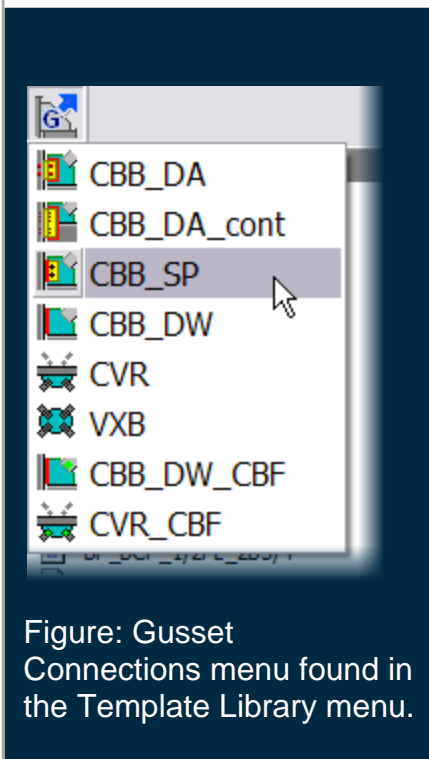 G
CBB_DA
CBB_DA_cont
CBB_SP
CBB_DW
CVR
VXB
CBB_DW_CBF
CVR_CBF
Figure: Gusset
Connections menu found in
the Template Library menu.